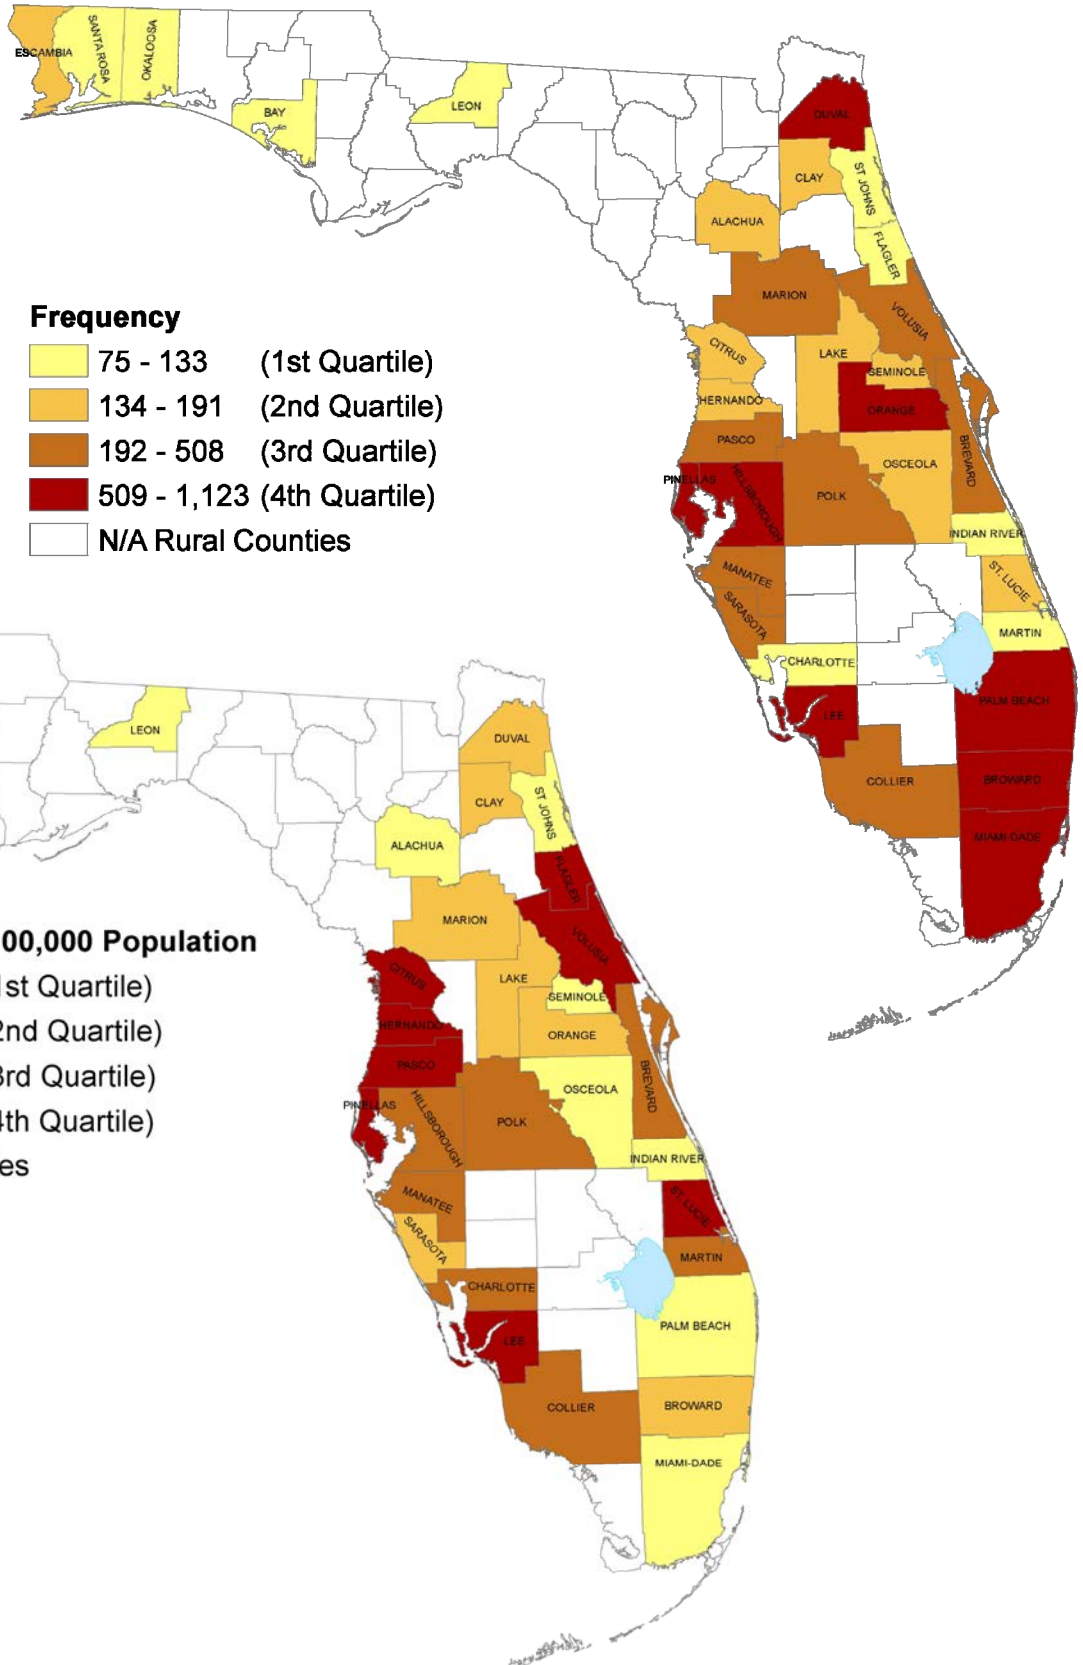 ESCAMBIA
SANTA ROSA
OKALOOSA
BAY
LEON
DUVAL
CLAY
ST JOHNS
ALACHUA
FLAGLER
MARION
VOLUSIA
Frequency
75 - 133 (1st Quartile)
134 - 191 (2nd Quartile)
192 - 508 (3rd Quartile)
509 - 1,123 (4th Quartile)
N/A Rural Counties
CITRUS
LAKE
SEMINOLE
HERNANDO
ORANGE
PASCO
OSCEOLA
BREVARD
PINELLAS
HILLSBOROUGH
POLK
INDIAN RIVER
MANATEE
ST. LUCIE
SARASOTA
MARTIN
CHARLOTTE
PALM BEACH
LEE
COLLIER
BROWARD
MIAMI-DADE
LEON
DUVAL
CLAY
ST JOHNS
ALACHUA
FLAGLER
MARION
VOLUSIA
00,000 Population
1st Quartile)
2nd Quartile)
3rd Quartile)
4th Quartile)
es
CITRUS
LAKE
SEMINOLE
HERNANDO
ORANGE
PASCO
OSCEOLA
BREVARD
PINELLAS
HILLSBOROUGH
POLK
INDIAN RIVER
MANATEE
ST. LUCIE
SARASOTA
MARTIN
CHARLOTTE
PALM BEACH
LEE
COLLIER
BROWARD
MIAMI-DADE